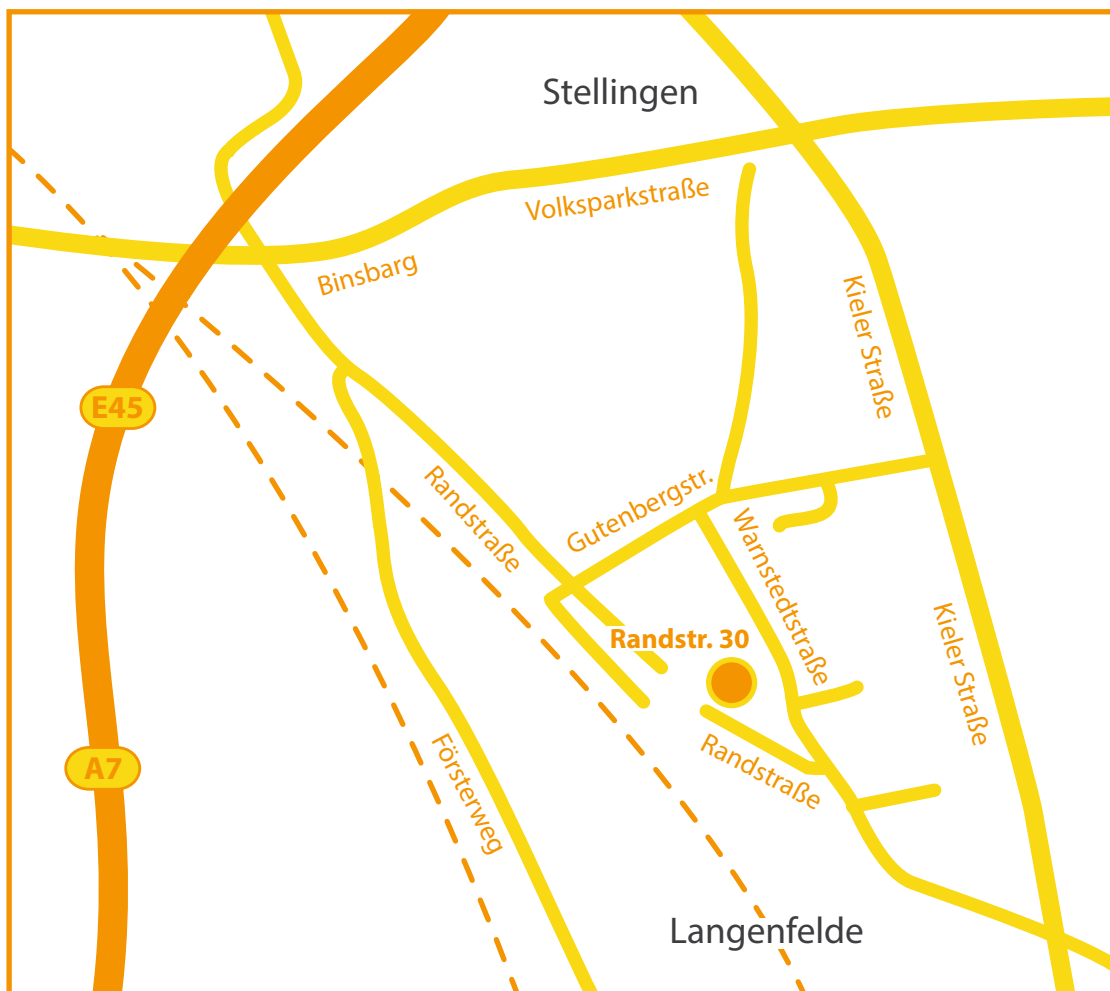 Stellingen
Volksparkstraße
Binsbarg
Kieler Straße
E45
Randstraße
Gutenbergstr.
Warnstedtstraße
Kieler Straße
Randstr. 30
Försterweg
Randstraße
A7
Langenfelde